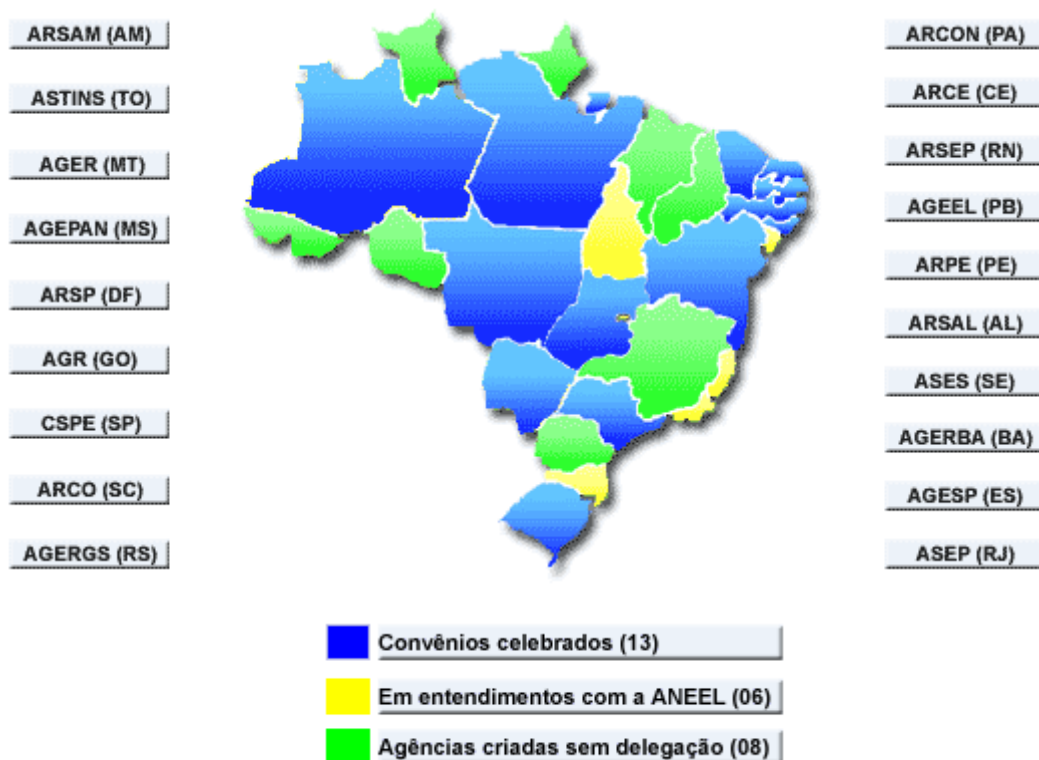 ARSAM (AM)
ASTINS (TO)
AGER (MT)
AGEPAN (MS)
ARSP (DF)
AGR (GO)
CSPE (SP)
ARCO (SC)
AGERGS (RS)
ARCON (PA)
ARCE (CE)
ARSEP (RN)
AGEEL (PB)
ARPE (PE)
ARSAL (AL)
ASES (SE)
AGERBA (BA)
AGESP (ES)
ASEP (RJ)
Convênios celebrados (13)
Em entendimentos com a ANEEL (06)
Agências criadas sem delegação (08)